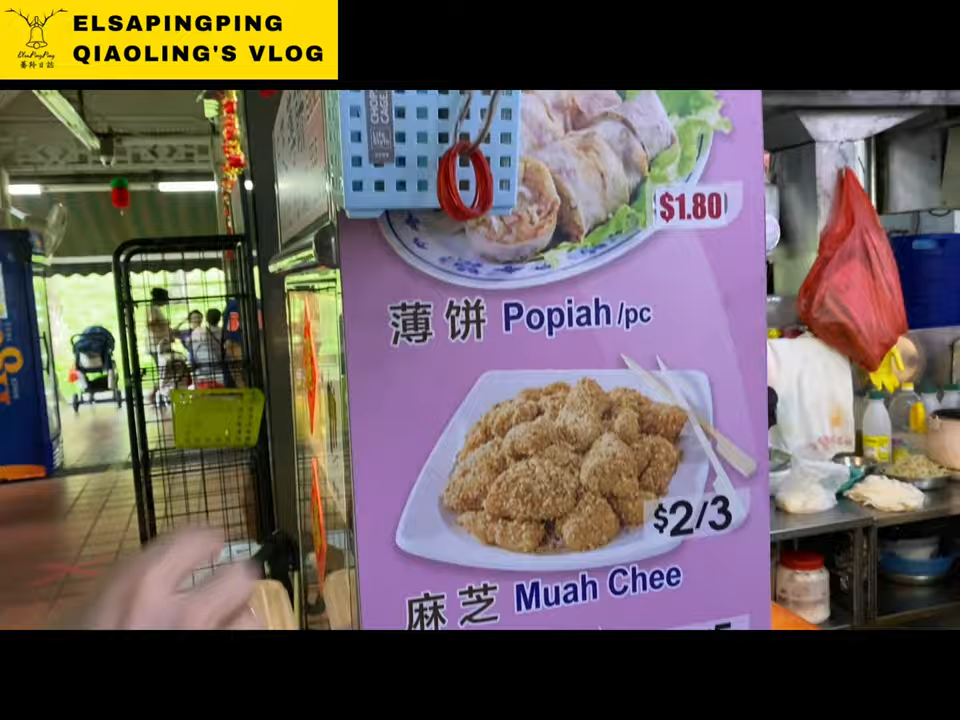 ELSAPINGPING
QIAOLING'S VLOG
$1.80
薄饼 Popiah /pc
$2/3
麻芝 Muah Chee